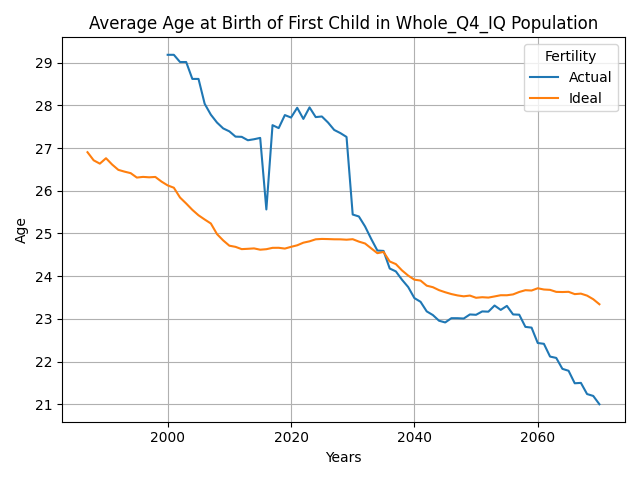 Average Age at Birth of First Child in Whole_Q4_IQ Population
Fertility
Actual
Ideal
29
28
27
26
25
24
23
22
21
Age
2000
2020
2040
2060
Years